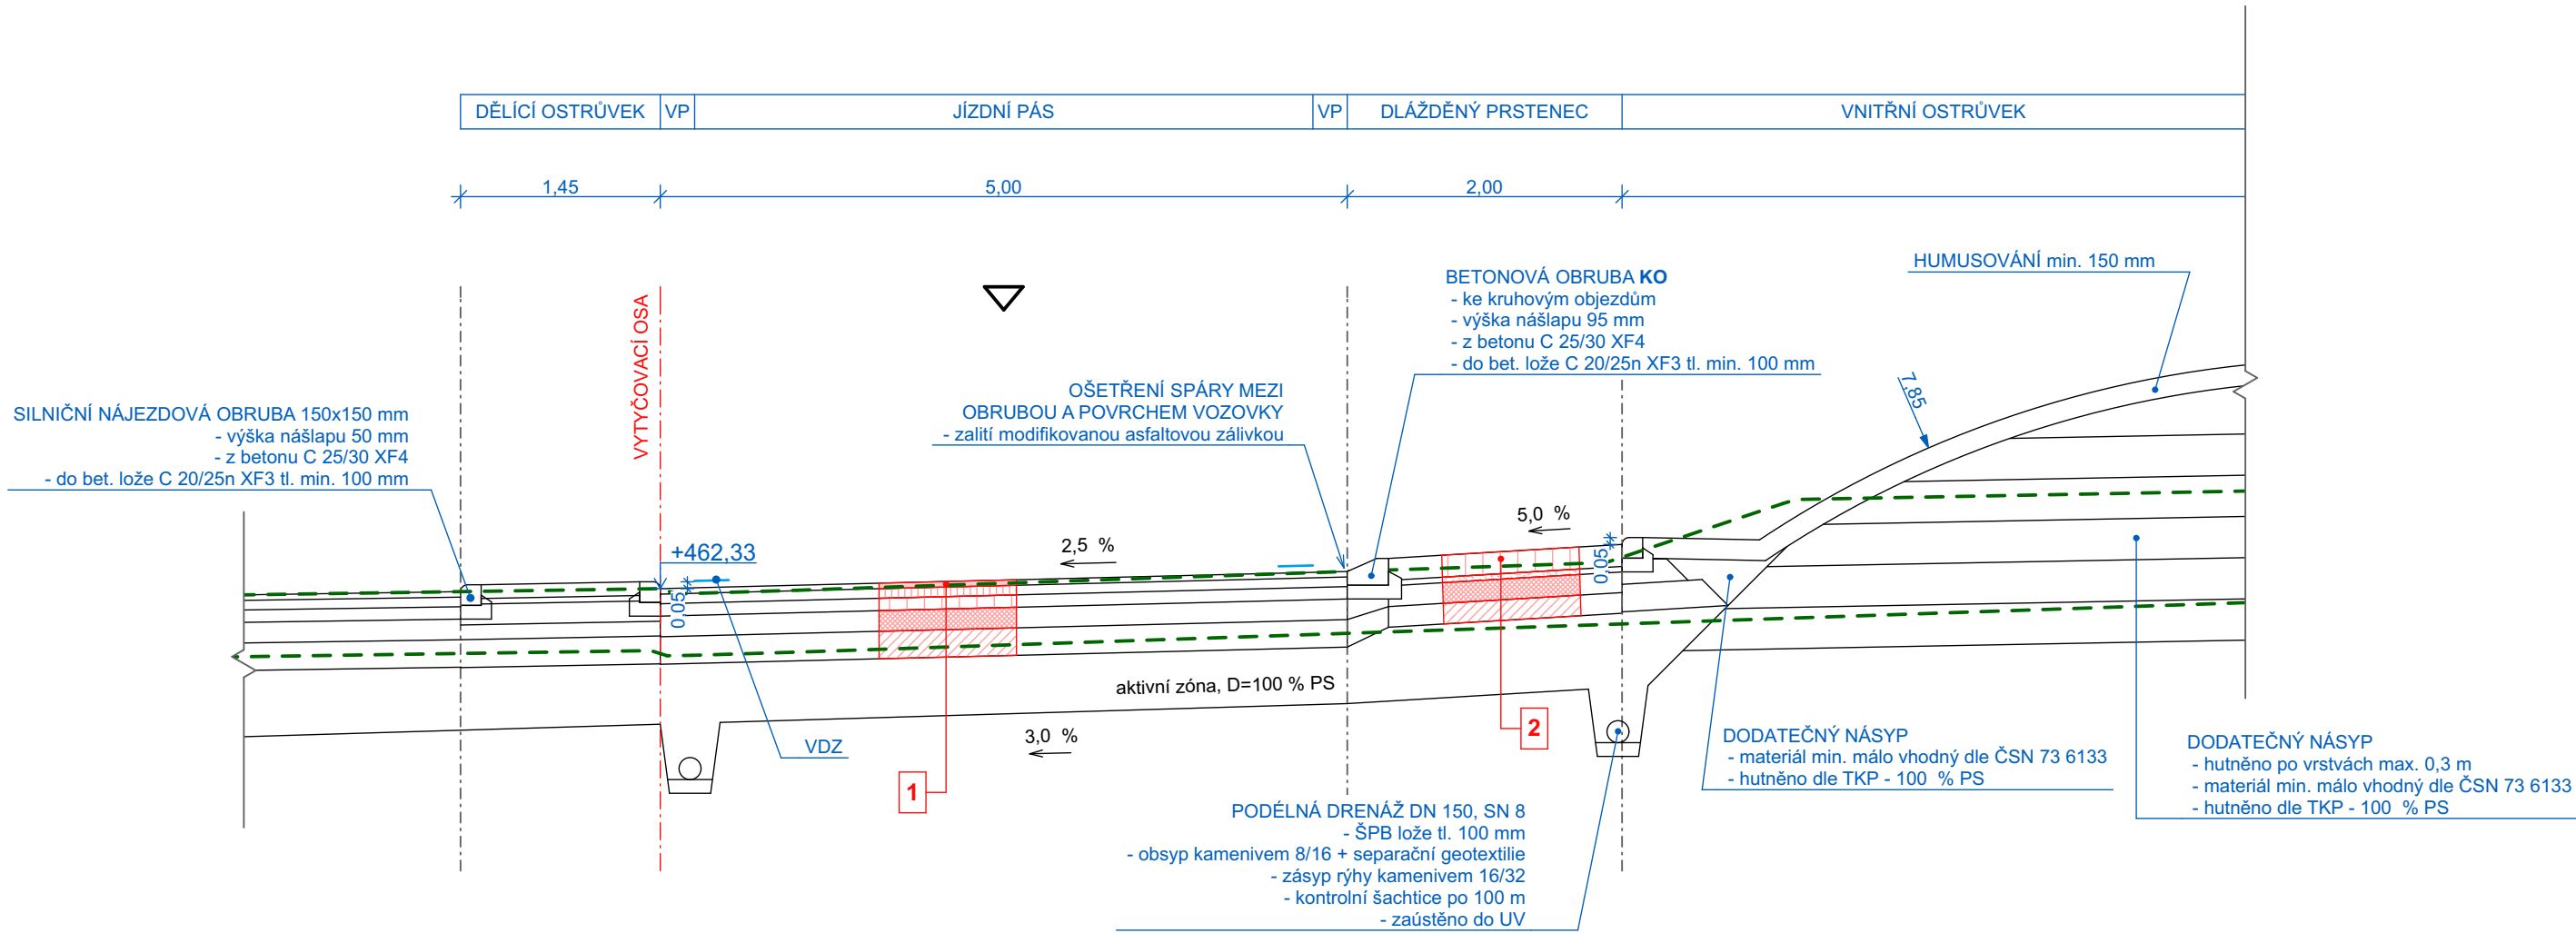 DĚLÍCÍ OSTRŮVEK
VP
JÍZDNÍ PÁS
VP
DLÁŽDĚNÝ PRSTENEC
VNITŘNÍ OSTRŮVEK
1,45
5,00
2,00
VYTYČOVACÍ OSA
SILNIČNÍ NÁJEZDOVÁ OBRUBA 150x150 mm
- výška nášlapu 50 mm
- z betonu C 25/30 XF4
- do bet. lože C 20/25n XF3 tl. min. 100 mm
OŠETŘENÍ SPÁRY MEZI
OBRUBOU A POVRCHEM VOZOVKY
- zalití modifikovanou asfaltovou zálivkou
BETONOVÁ OBRUBA KO
- ke kruhovým objezdům
- výška nášlapu 95 mm
- z betonu C 25/30 XF4
- do bet. lože C 20/25n XF3 tl. min. 100 mm
HUMUSOVÁNÍ min. 150 mm
7,85
+462,33
0,05
2,5 %
5,0 %
0,05
aktivní zóna, D=100 % PS
3,0 %
VDZ
1
2
PODÉLNÁ DRENÁŽ DN 150, SN 8
- ŠPB lože tl. 100 mm
- obsyp kamenivem 8/16 + separační geotextilie
- zásyp rýhy kamenivem 16/32
- kontrolní šachtice po 100 m
- zaústěno do UV
DODATEČNÝ NÁSYP
- materiál min. málo vhodný dle ČSN 73 6133
- hutněno dle TKP - 100 % PS
DODATEČNÝ NÁSYP
- hutněno po vrstvách max. 0,3 m
- materiál min. málo vhodný dle ČSN 73 6133
- hutněno dle TKP - 100 % PS